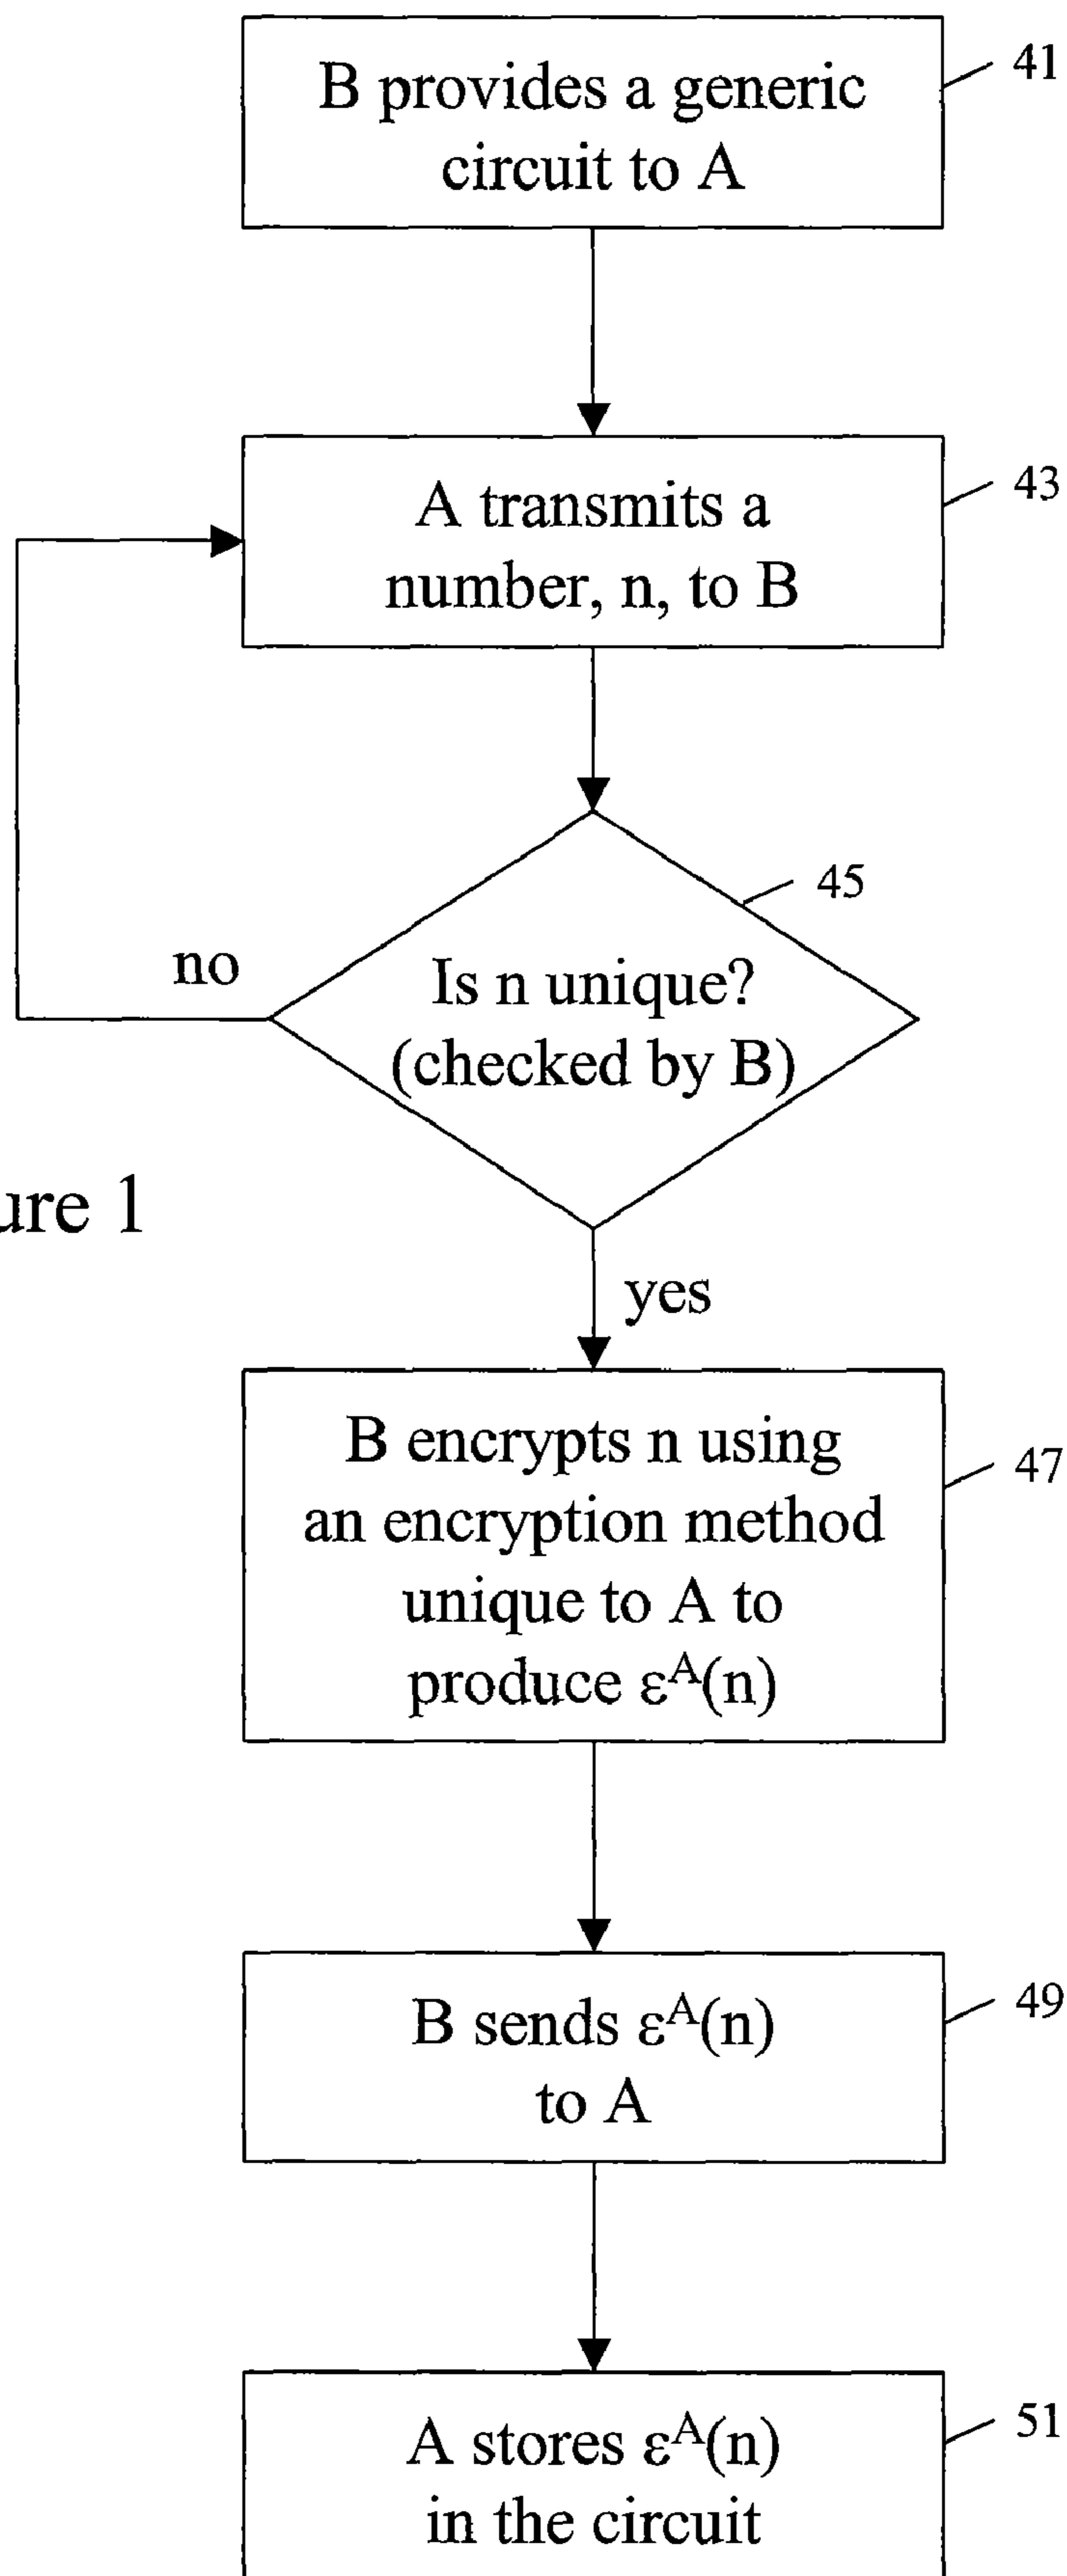 B provides a generic
circuit to A
41
A transmits a
number, n, to B
43
45
no
Is n unique?
(checked by B)
ure 1
yes
B encrypts n using
an encryption method
unique to A to
produce εᴬ(n)
47
B sends εᴬ(n)
to A
49
A stores εᴬ(n)
in the circuit
51